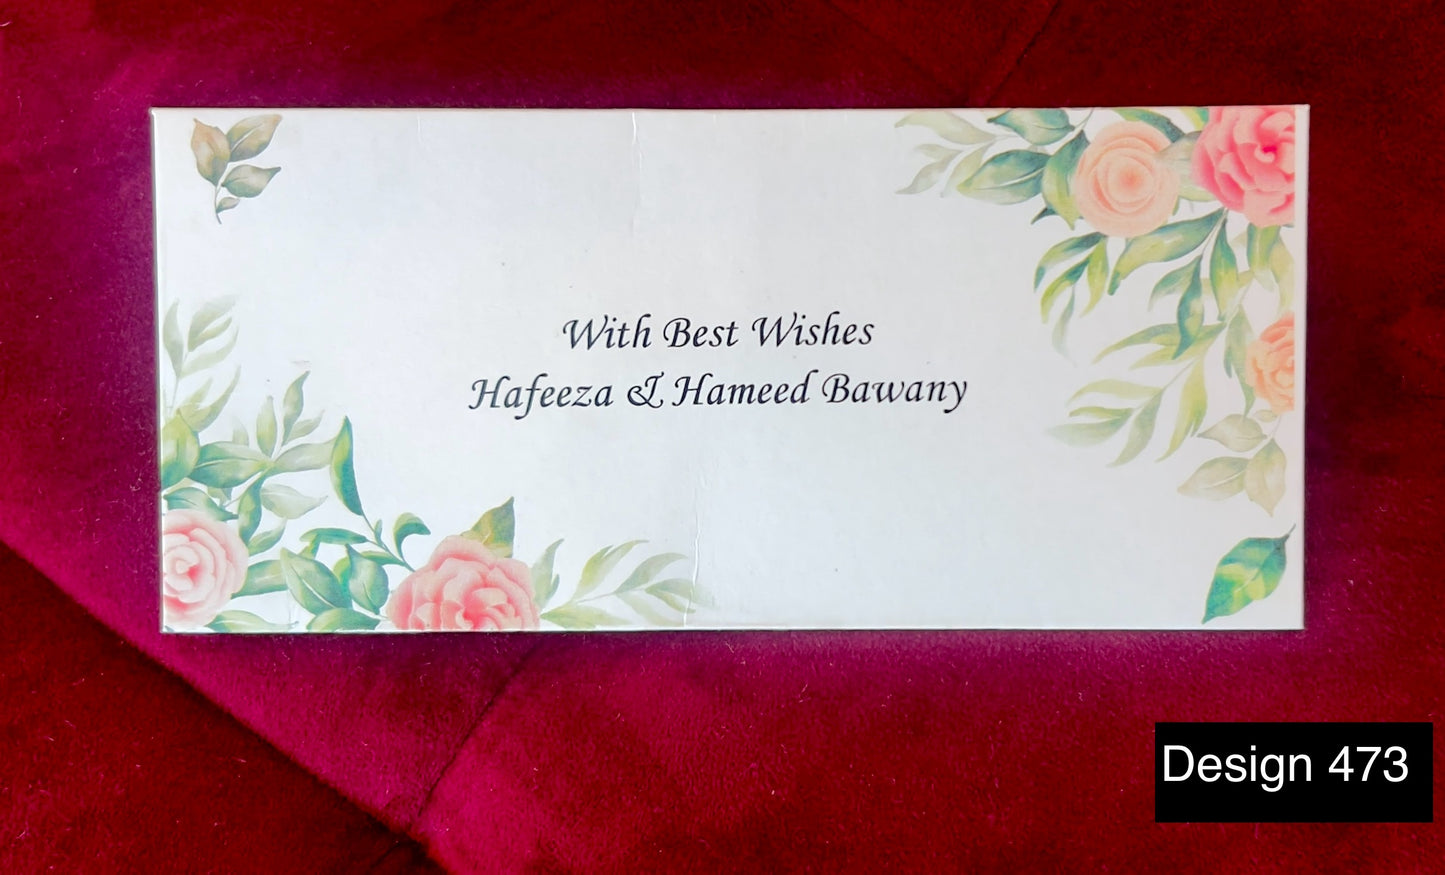 With Best Wishes
Hafeeza & Hameed Bawany
Design 473